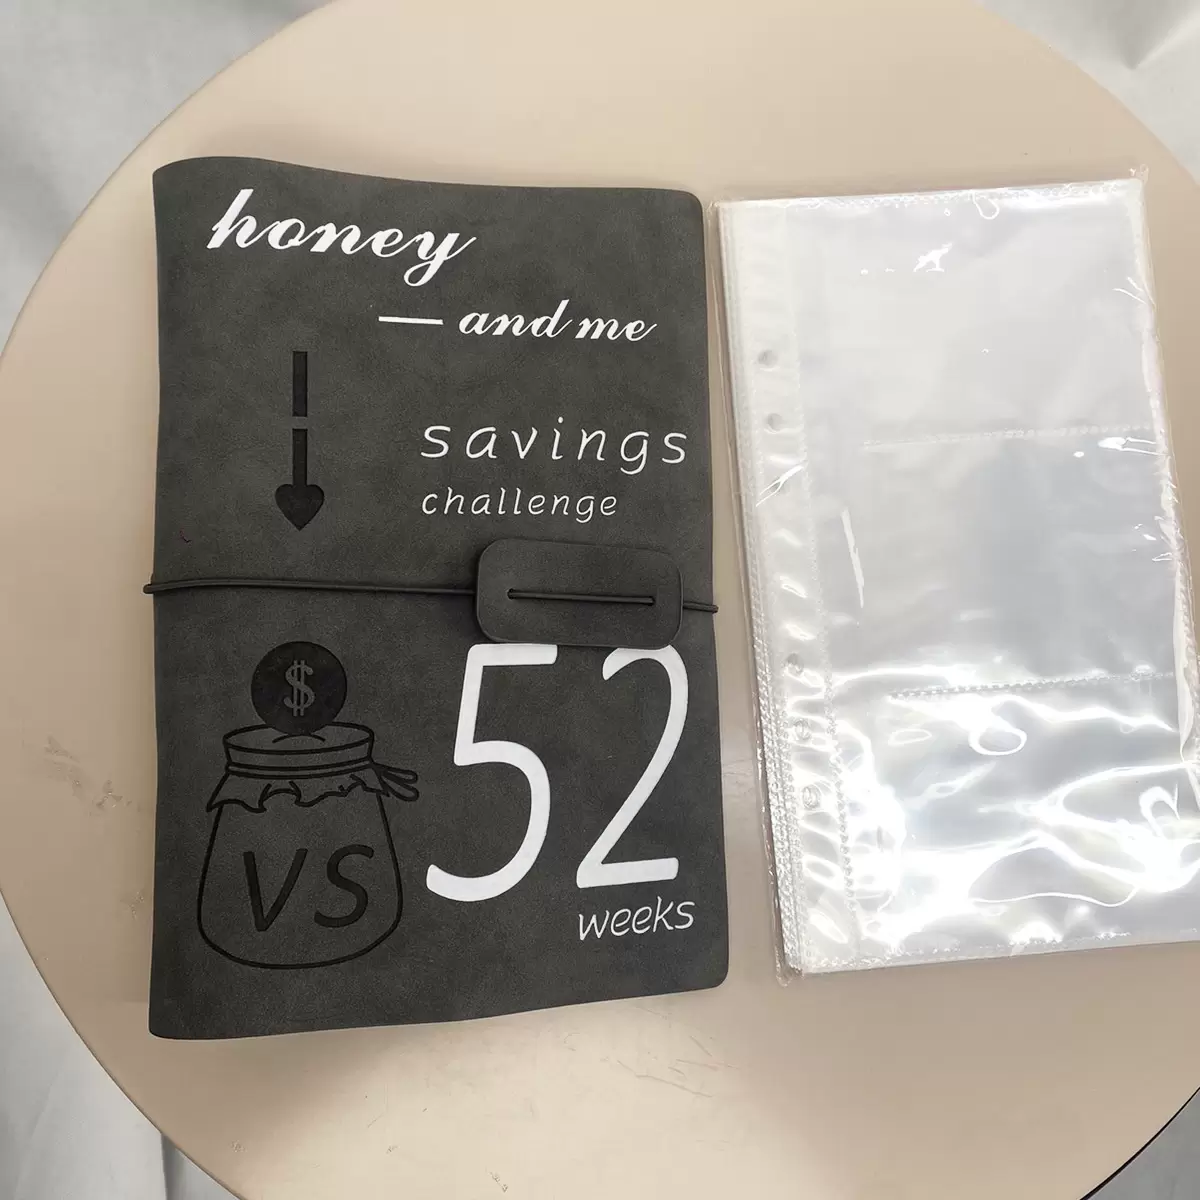 honey
— and me
savings
challenge
$
52
VS
weeks